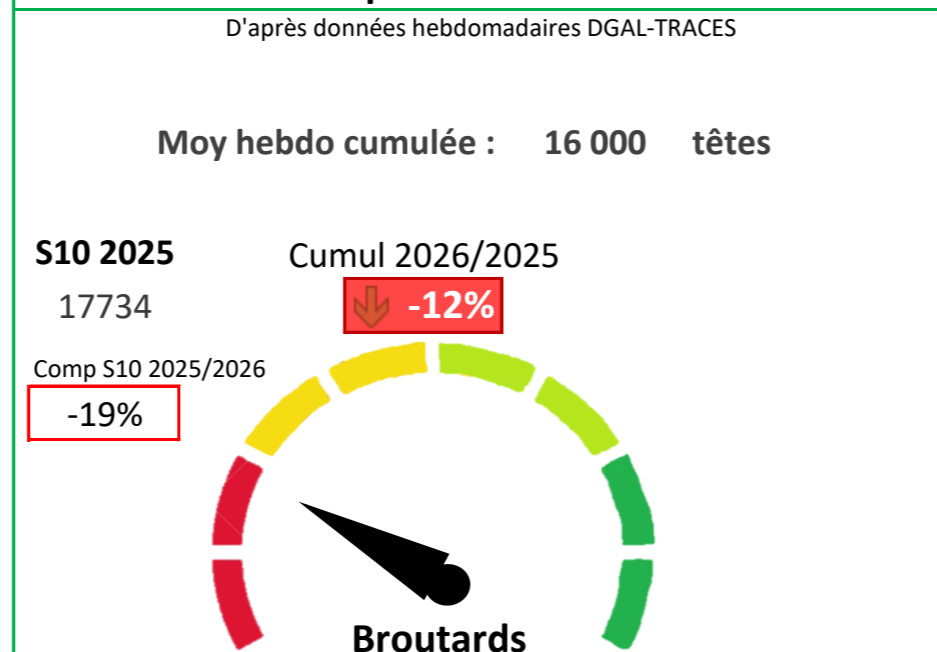 D'après données hebdomadaires DGAL-TRACES
Moy hebdo cumulée : 16 000 têtes
S10 2025
17734
Cumul 2026/2025
-12%
Comp S10 2025/2026
-19%
Broutards